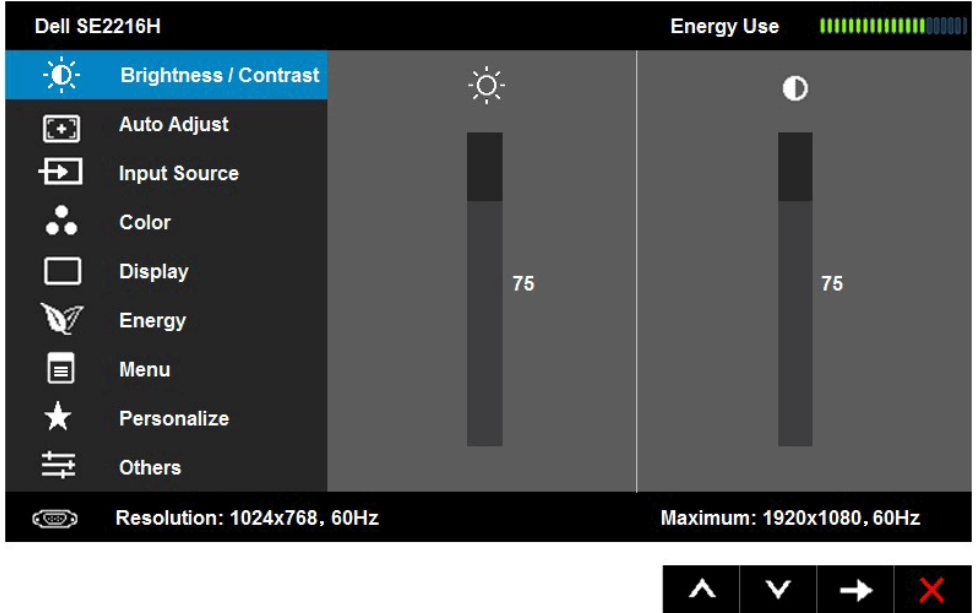 Dell SE2216H
Energy Use
Brightness / Contrast
Auto Adjust
Input Source
Color
Display
Energy
Menu
Personalize
Others
75
75
Resolution: 1024x768, 60Hz
Maximum: 1920x1080, 60Hz